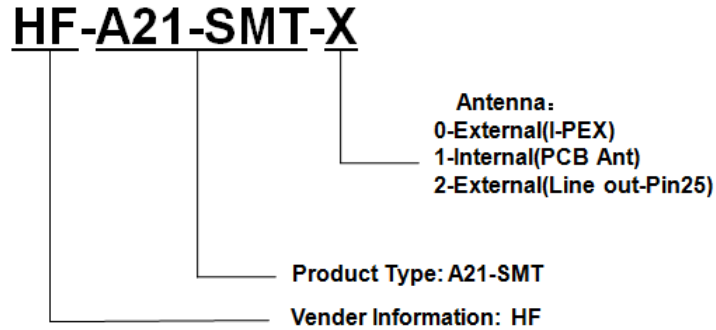 HF-A21-SMT-X
Antenna：
0-External(I-PEX)
1-Internal(PCB Ant)
2-External(Line out-Pin25)
Product Type: A21-SMT
Vender Information: HF